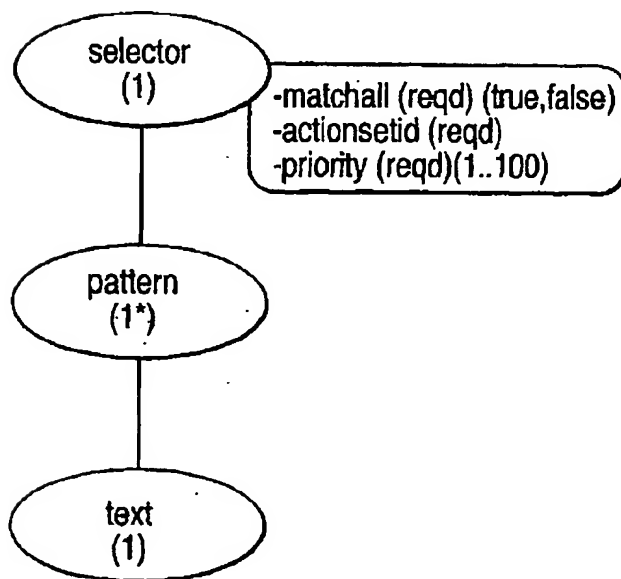 selector
(1)
-matchall (reqd) (true,false)
-actionsetid (reqd)
-priority (reqd)(1..100)
pattern
(1*)
text
(1)